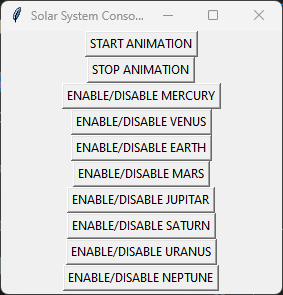 Solar System Conso...
START ANIMATION
STOP ANIMATION
ENABLE/DISABLE MERCURY
ENABLE/DISABLE VENUS
ENABLE/DISABLE EARTH
ENABLE/DISABLE MARS
ENABLE/DISABLE JUPITAR
ENABLE/DISABLE SATURN
ENABLE/DISABLE URANUS
ENABLE/DISABLE NEPTUNE